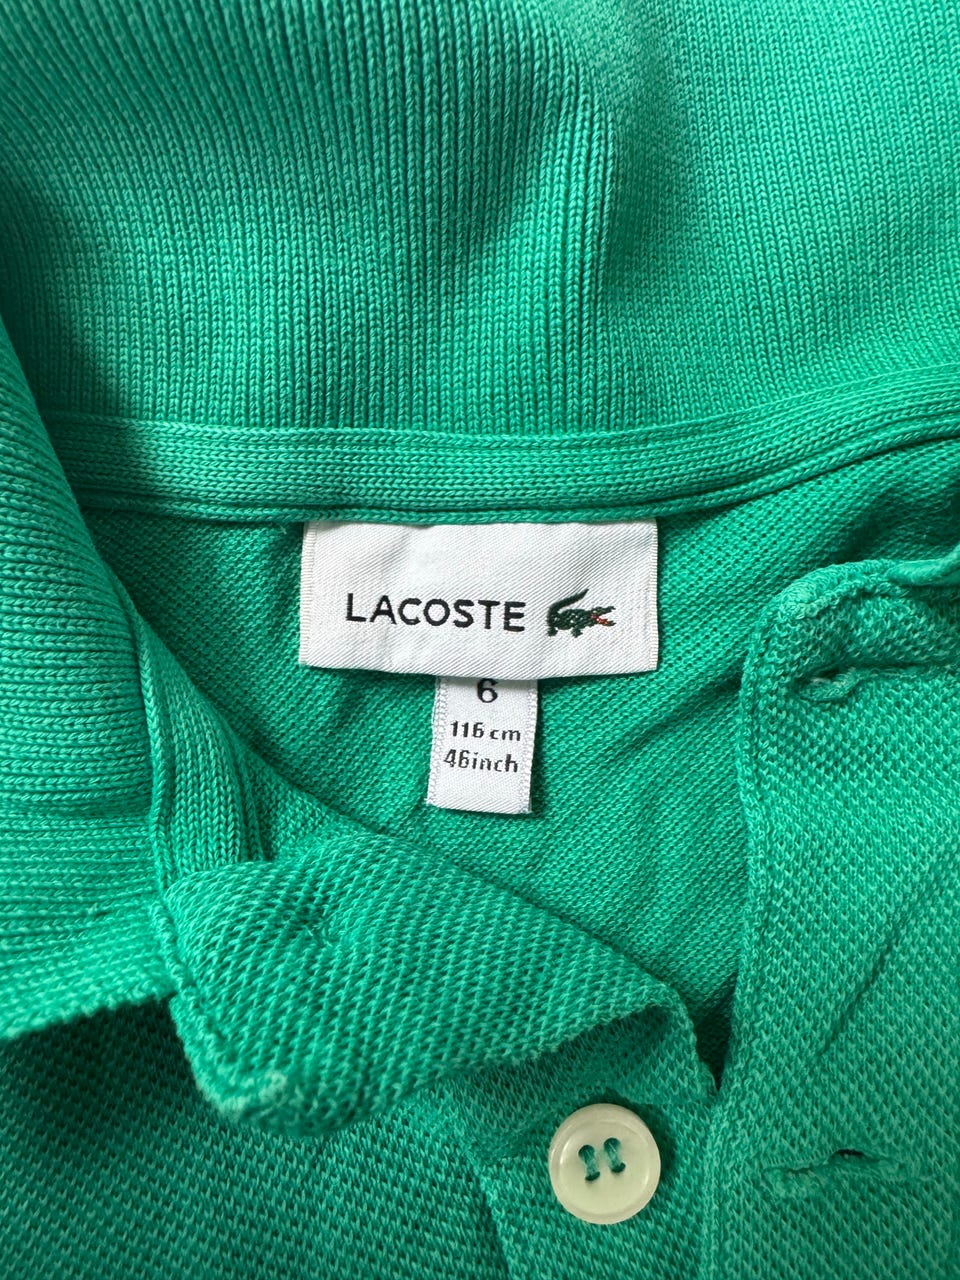 LACOSTE
6
116 cm
46inch